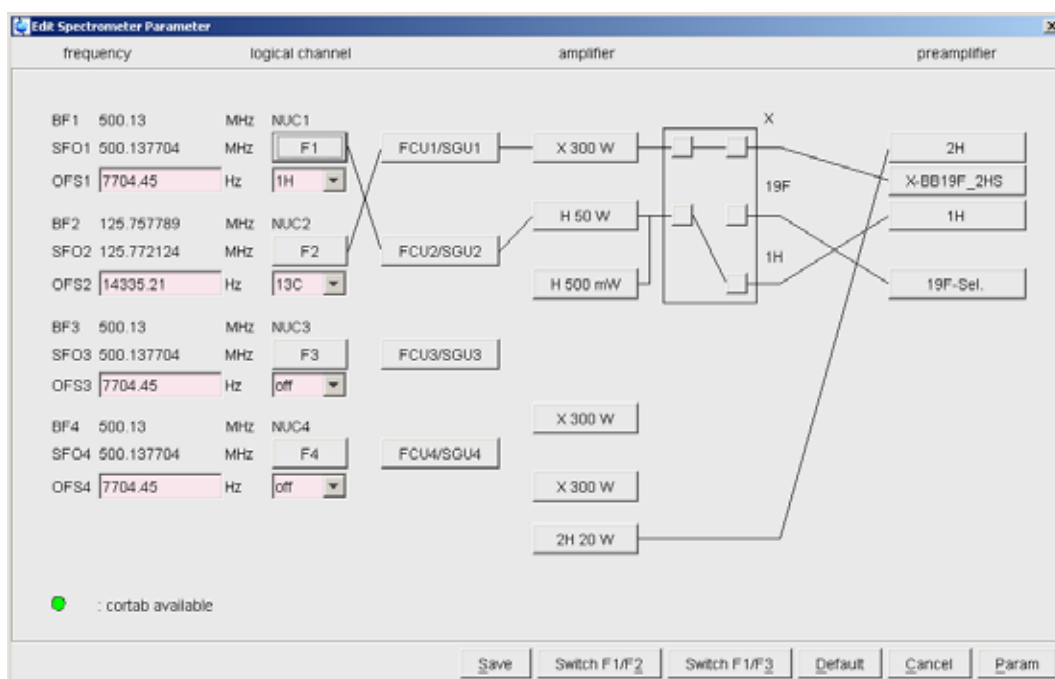 Edit Spectrometer Parameter
frequency logical channel amplifier preamplifier
BF1 500.13 MHz NUC1 X
SFO1 500.137704 MHz F1 FCU1/SGU1 X 300 W 2H
OFS1 7704.45 Hz 1H 19F X-BB19F_2HS
BF2 125.757789 MHz NUC2 H 50 W 1H
SFO2 125.772124 MHz F2 FCU2/SGU2 1H
OFS2 14335.21 Hz 13C H 500 mW 19F-Sel.
BF3 500.13 MHz NUC3
SFO3 500.137704 MHz F3 FCU3/SGU3
OFS3 7704.45 Hz off
BF4 500.13 MHz NUC4 X 300 W
SFO4 500.137704 MHz F4 FCU4/SGU4
OFS4 7704.45 Hz off X 300 W
2H 20 W
: cortab available
Save Switch F1/F2 Switch F1/F3 Default Cancel Param